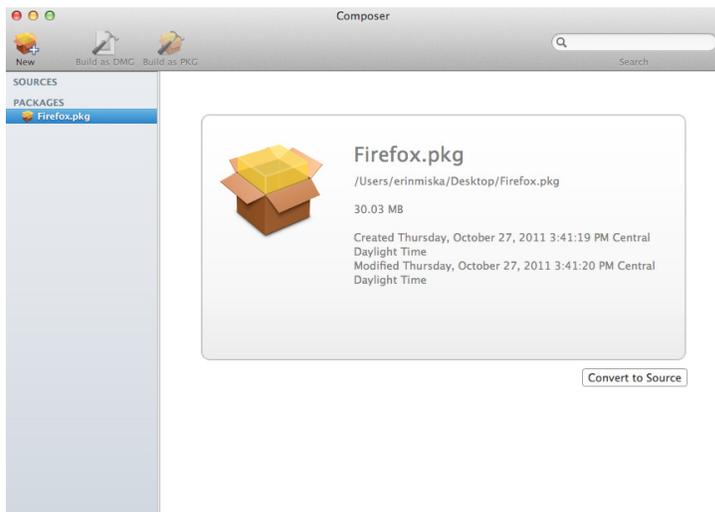 Composer
New
Build as DMG
Build as PKG
Search
SOURCES
PACKAGES
Firefox.pkg
Firefox.pkg
/Users/erinmiska/Desktop/Firefox.pkg
30.03 MB
Created Thursday, October 27, 2011 3:41:19 PM Central
Daylight Time
Modified Thursday, October 27, 2011 3:41:20 PM Central
Daylight Time
Convert to Source